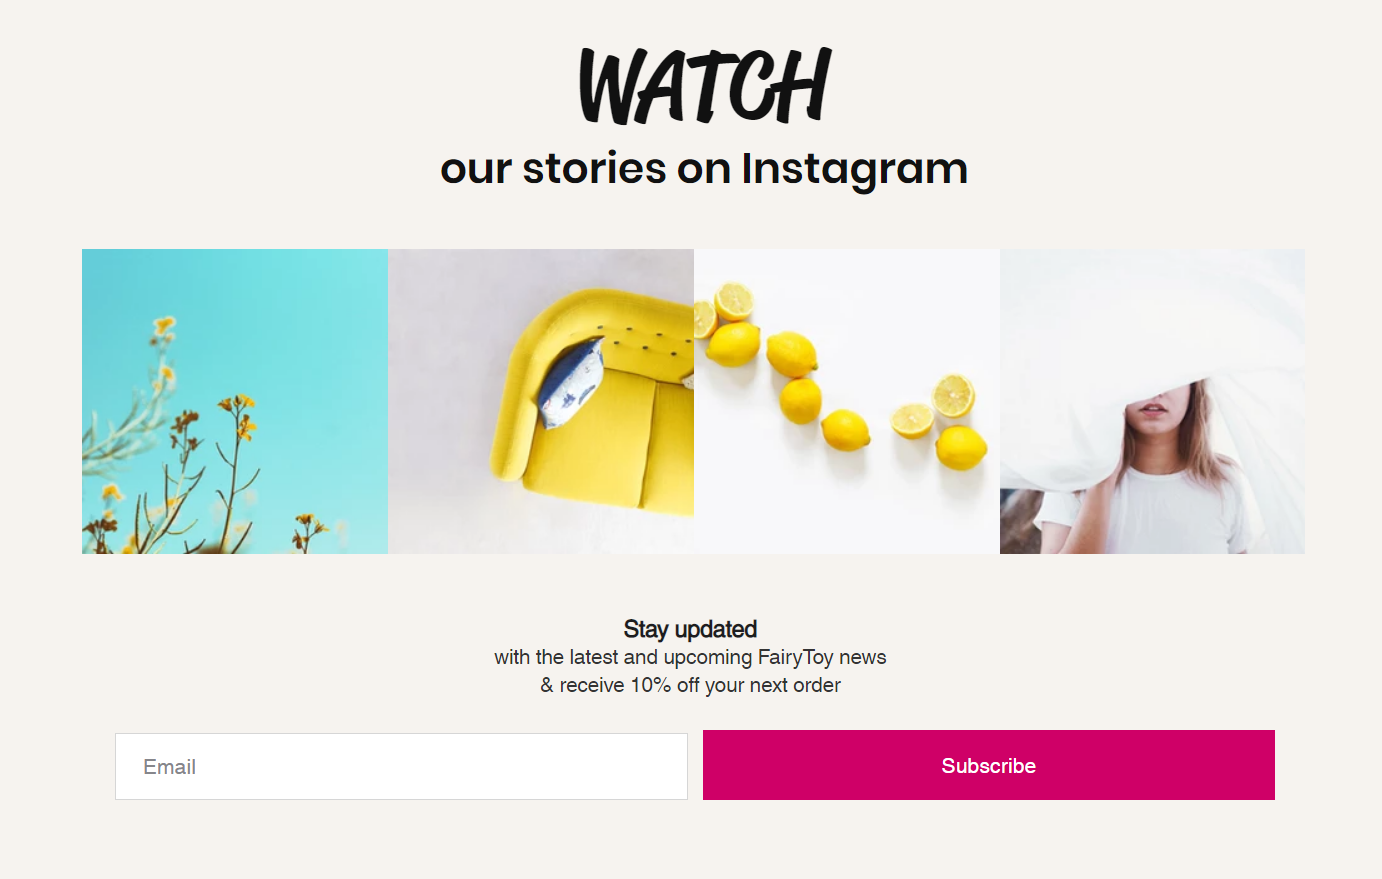 WATCH
our stories on Instagram
Stay updated
with the latest and upcoming FairyToy news
& receive 10% off your next order
Email
Subscribe